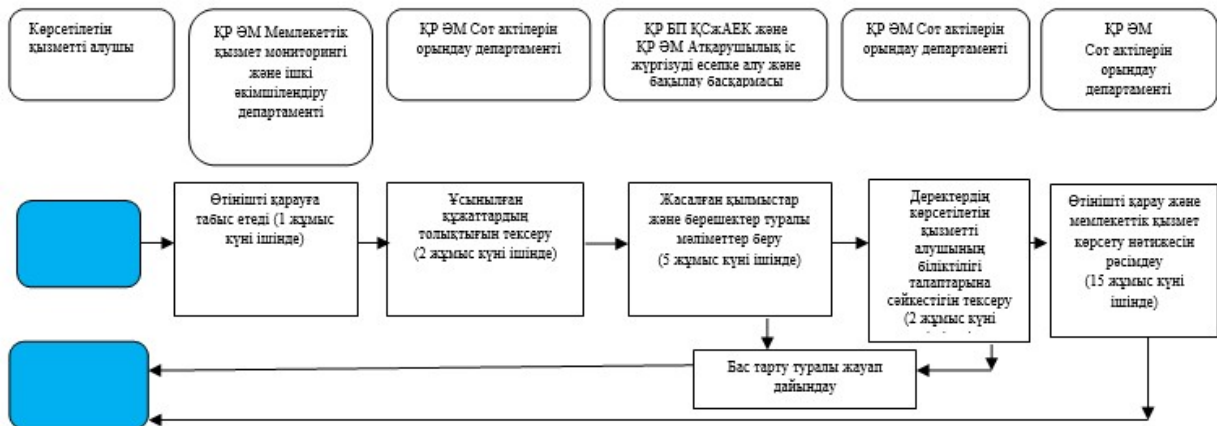 Көрсетілетін
қызметті алушы
ҚР ӘМ Мемлекеттік
қызмет мониторингі
және ішкі
әкімшілендіру
департаменті
ҚР ӘМ Сот актілерін
орындау департаменті
ҚР БП ҚСжАЕК және
ҚР ӘМ Атқарушылық іс
жүргізуді есепке алу және
бақылау басқармасы
ҚР ӘМ Сот актілерін
орындау департаменті
ҚР ӘМ
Сот актілерін
орындау
департаменті
Өтінішті қарауға
табыс етеді (1 жұмыс
күні ішінде)
Ұсынылған
құжаттардың
толықтығын тексеру
(2 жұмыс күні ішінде)
Жасалған қылмыстар
және берешектер туралы
мәліметтер беру
(5 жұмыс күні ішінде)
Деректердің
көрсетілетін
қызметті
алушының
біліктілігі
талаптарына
сәйкестігін тексеру
(2 жұмыс күні
Өтінішті қарау және
мемлекеттік қызмет
көрсету нәтижесін
рәсімдеу
(15 жұмыс күні
ішінде)
Бас тарту туралы жауап
дайындау